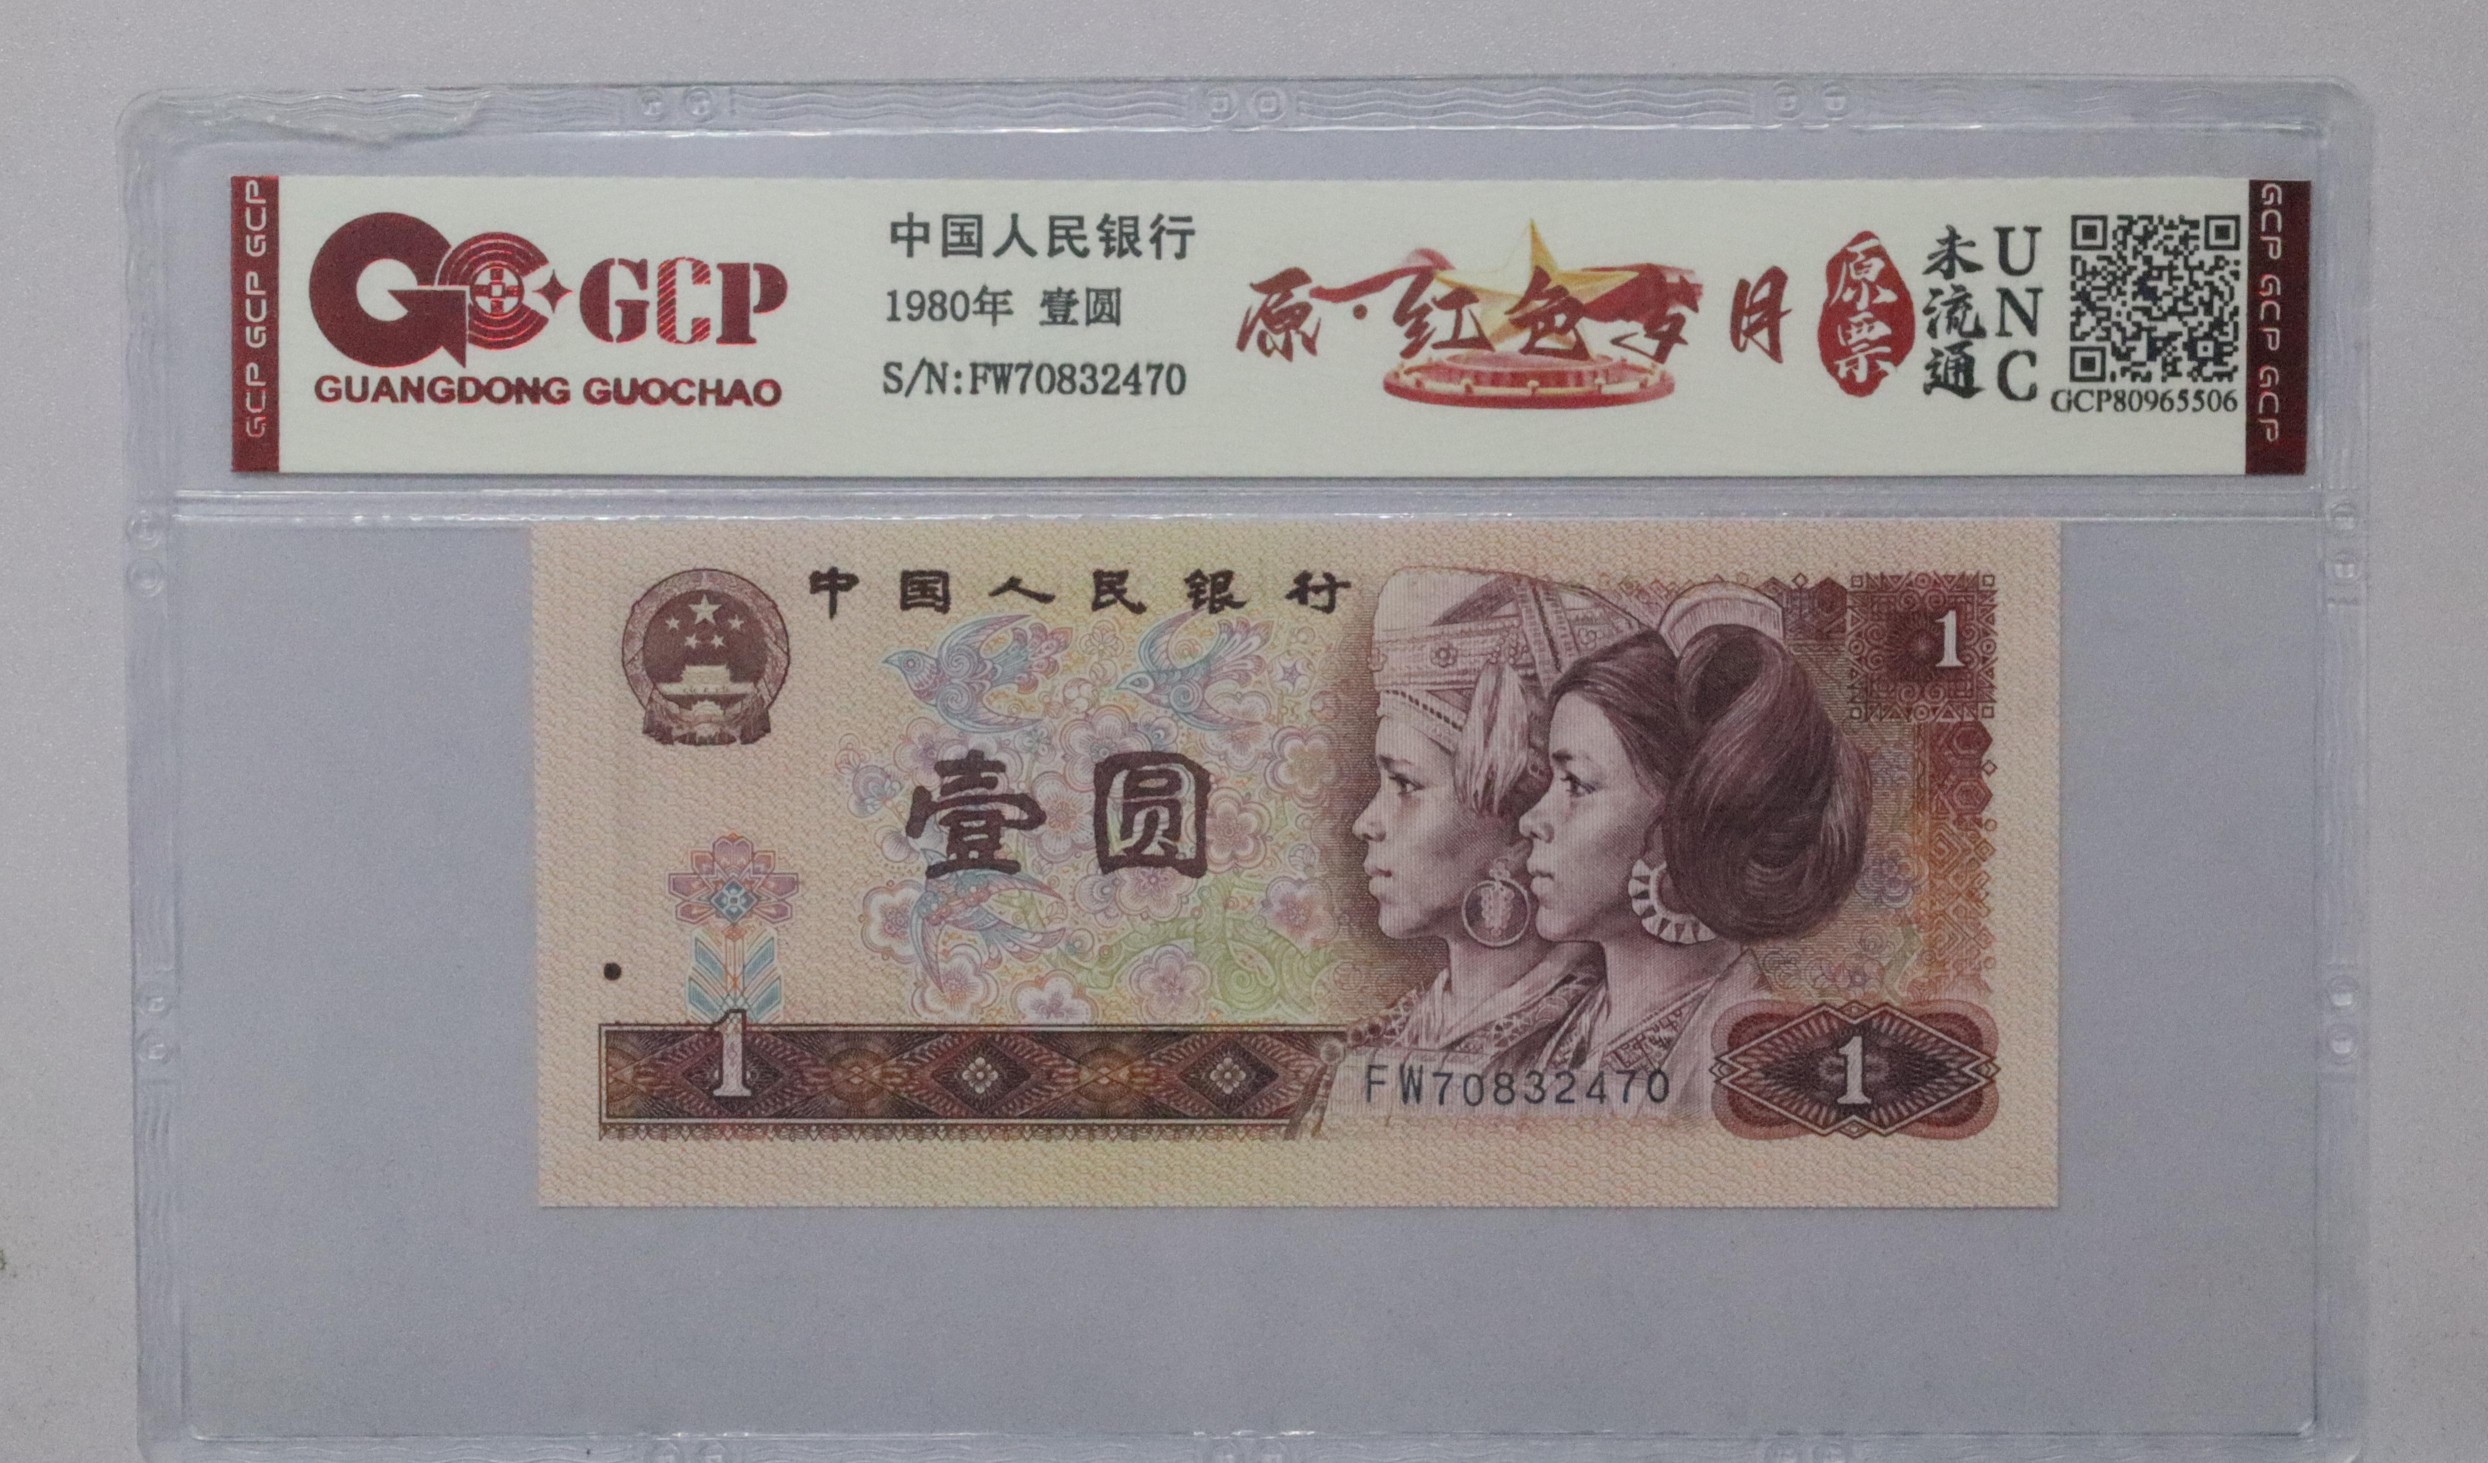 GCP GCP GCP
GCP
GUANGDONG GUOCHAO
中国人民银行
1980年 壹圆
S/N:FW70832470
原·红色岁月
原票
未流通
UNC
GCP80965506
GCP GCP GCP
中国人民银行
1
壹圆
1
FW70832470
1